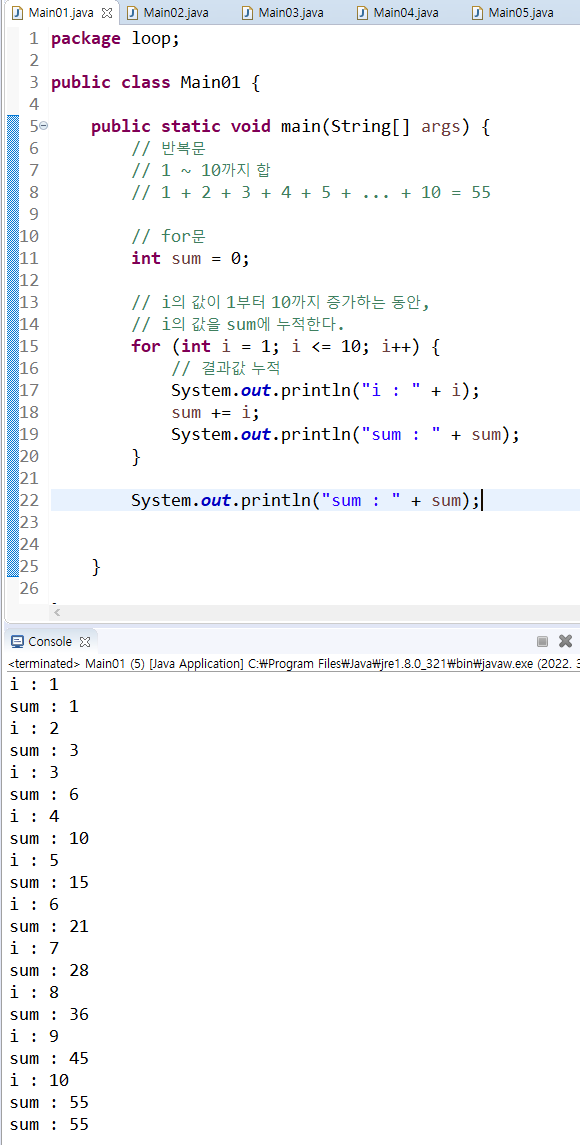 Main01.java Main02.java Main03.java Main04.java Main05.java
1 package loop;
2
3 public class Main01 {
4
5 public static void main(String[] args) {
6 // 반복문
7 // 1 ~ 10까지 합
8 // 1 + 2 + 3 + 4 + 5 + ... + 10 = 55
9
10 // for문
11 int sum = 0;
12
13 // i의 값이 1부터 10까지 증가하는 동안,
14 // i의 값을 sum에 누적한다.
15 for (int i = 1; i <= 10; i++) {
16 // 결과값 누적
17 System.out.println("i : " + i);
18 sum += i;
19 System.out.println("sum : " + sum);
20 }
21
22 System.out.println("sum : " + sum);
23
24
25 }
26
Console
<terminated> Main01 (5) [Java Application] C:₩Program Files₩Java₩jre1.8.0_321₩bin₩javaw.exe (2022. 3
i : 1
sum : 1
i : 2
sum : 3
i : 3
sum : 6
i : 4
sum : 10
i : 5
sum : 15
i : 6
sum : 21
i : 7
sum : 28
i : 8
sum : 36
i : 9
sum : 45
i : 10
sum : 55
sum : 55